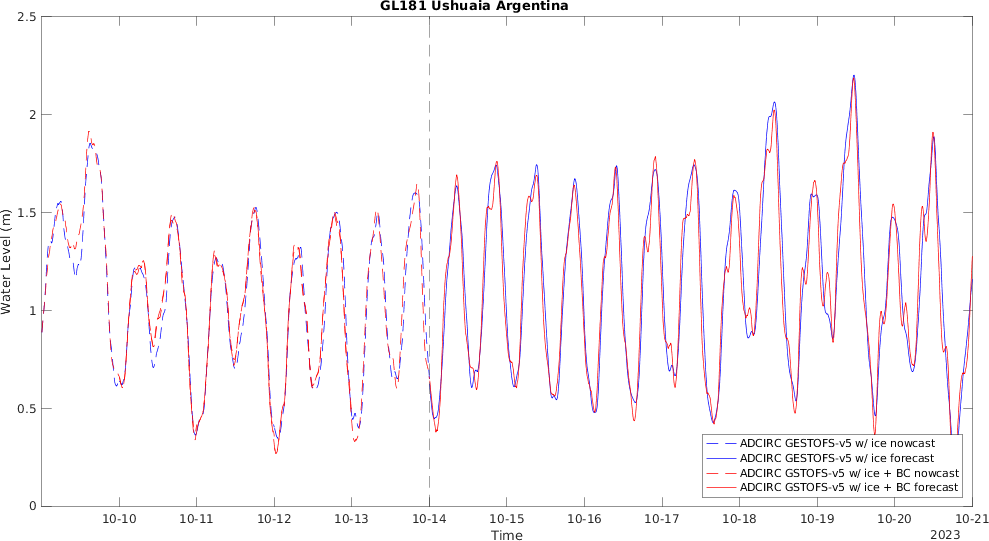 GL181 Ushuaia Argentina
2.5
2
1.5
1
0.5
0
Water Level (m)
ADCIRC GESTOFS-v5 w/ ice nowcast
ADCIRC GESTOFS-v5 w/ ice forecast
ADCIRC GSTOFS-v5 w/ ice + BC nowcast
ADCIRC GSTOFS-v5 w/ ice + BC forecast
10-10 10-11 10-12 10-13 10-14 10-15 10-16 10-17 10-18 10-19 10-20 10-21
Time
2023